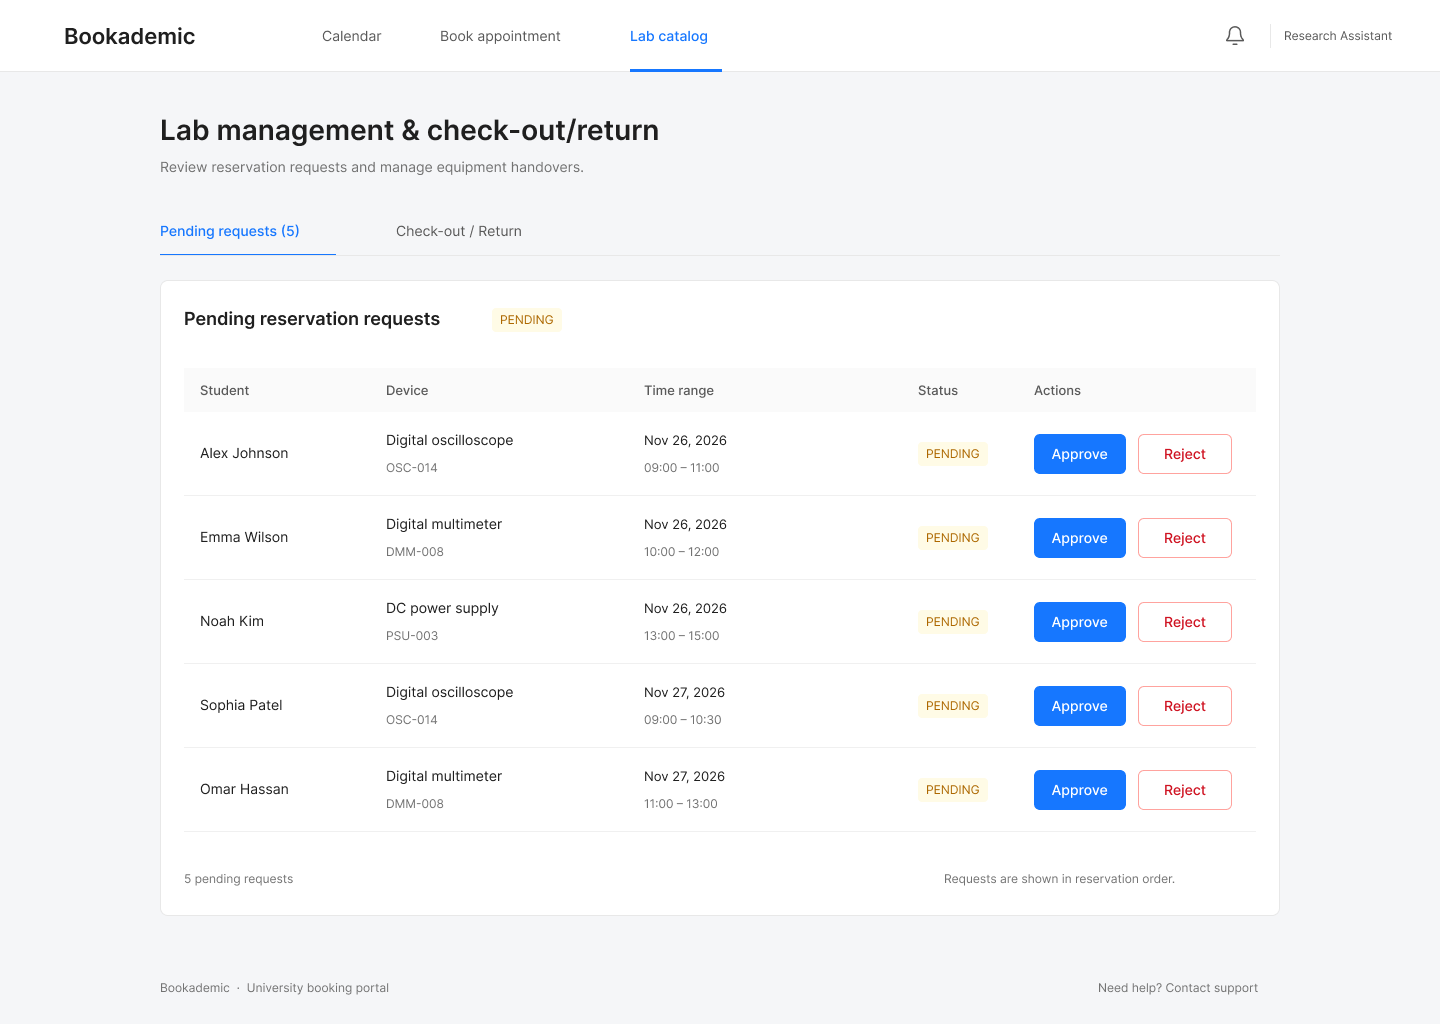 Bookademic
Calendar
Book appointment
Lab catalog
Research Assistant
Lab management & check-out/return
Review reservation requests and manage equipment handovers.
Pending requests (5)
Check-out / Return
Pending reservation requests
PENDING
Student
Device
Time range
Status
Actions
Alex Johnson
Digital oscilloscope
OSC-014
Nov 26, 2026
09:00 – 11:00
PENDING
Approve
Reject
Emma Wilson
Digital multimeter
DMM-008
Nov 26, 2026
10:00 – 12:00
PENDING
Approve
Reject
Noah Kim
DC power supply
PSU-003
Nov 26, 2026
13:00 – 15:00
PENDING
Approve
Reject
Sophia Patel
Digital oscilloscope
OSC-014
Nov 27, 2026
09:00 – 10:30
PENDING
Approve
Reject
Omar Hassan
Digital multimeter
DMM-008
Nov 27, 2026
11:00 – 13:00
PENDING
Approve
Reject
5 pending requests
Requests are shown in reservation order.
Bookademic · University booking portal
Need help? Contact support